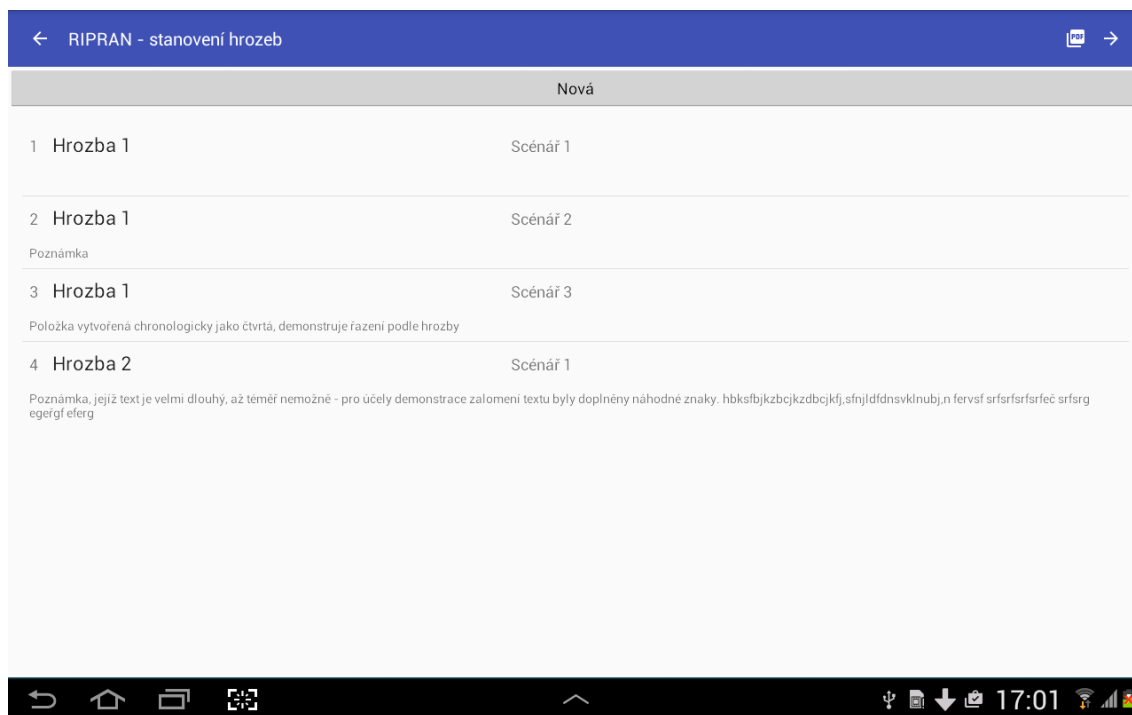 RIPRAN - stanovení hrozeb
PDF
Nová
1 Hrozba 1 Scénář 1
2 Hrozba 1 Scénář 2
Poznámka
3 Hrozba 1 Scénář 3
Položka vytvořená chronologicky jako čtvrtá, demonstruje řazení podle hrozby
4 Hrozba 2 Scénář 1
Poznámka, jejíž text je velmi dlouhý, až téměř nemožně - pro účely demonstrace zalomení textu byly doplněny náhodné znaky. hbksfbjkzbcjkzdbcjkfj,sfnjldfdnsvklnubj,n fervsf srfsrfsrfsrfeč srfsrg
egeřgf eferg
17:01